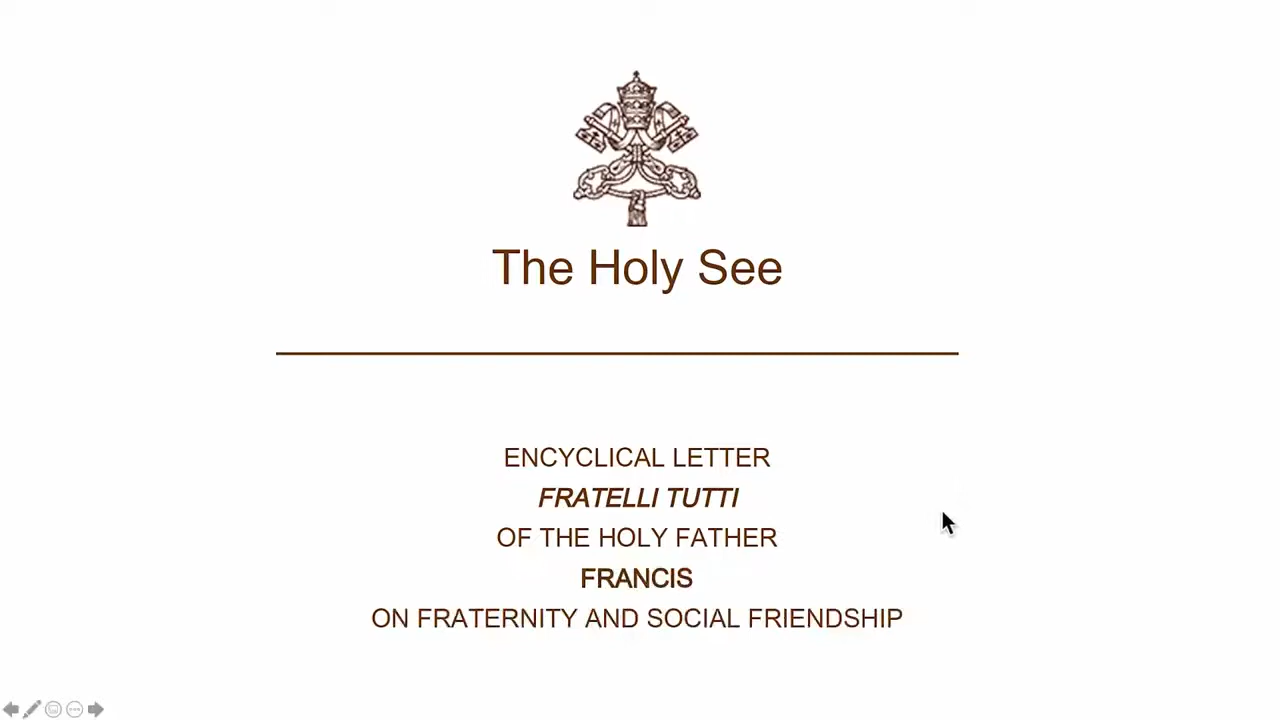 The Holy See
ENCYCLICAL LETTER
FRATELLI TUTTI
OF THE HOLY FATHER
FRANCIS
ON FRATERNITY AND SOCIAL FRIENDSHIP